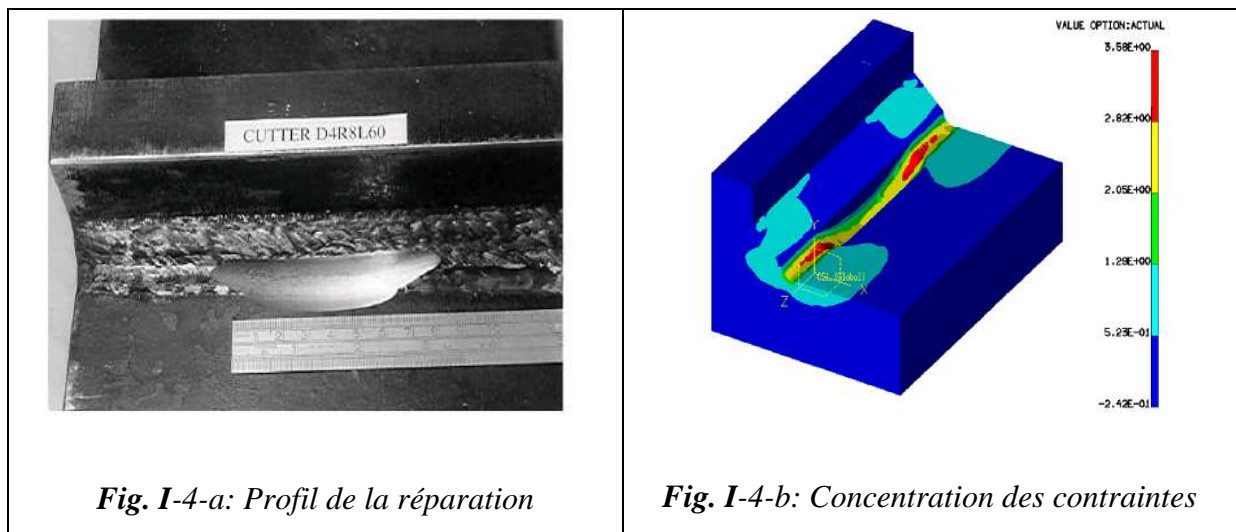 CUTTER D4R8L60
VALUE OPTION:ACTUAL
3.58E+00
2.82E+00
2.05E+00
1.29E+00
5.23E-01
-2.42E-01
Y
X
Z
Fig. I-4-a: Profil de la réparation
Fig. I-4-b: Concentration des contraintes